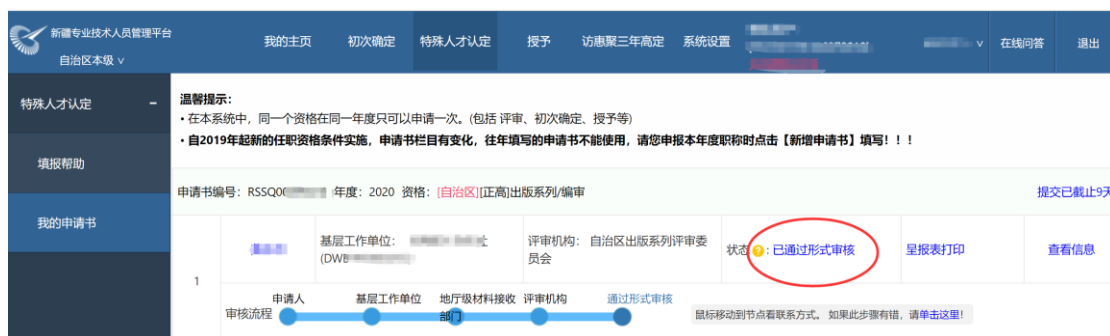 新疆专业技术人员管理平台
自治区本级 ∨
我的主页 初次确定 特殊人才认定 授予 访惠聚三年高定 系统设置 ∨ 在线问答 退出
特殊人才认定 －
填报帮助
我的申请书
温馨提示：
• 在本系统中，同一个资格在同一年度只可以申请一次。(包括 评审、初次确定、授予等)
• 自2019年起新的任职资格条件实施，申请书栏目有变化，往年填写的申请书不能使用，请您申报本年度职称时点击【新增申请书】填写！！！
申请书编号：RSSQ0 年度：2020 资格：[自治区][正高]出版系列/编审 提交已截止9天
1
基层工作单位：
(DWB
评审机构： 自治区出版系列评审委
员会
状态 ?：已通过形式审核
呈报表打印
查看信息
审核流程
申请人
基层工作单位
地厅级材料接收
部门
评审机构
通过形式审核
鼠标移动到节点看联系方式。 如果此步骤有错，请单击这里!